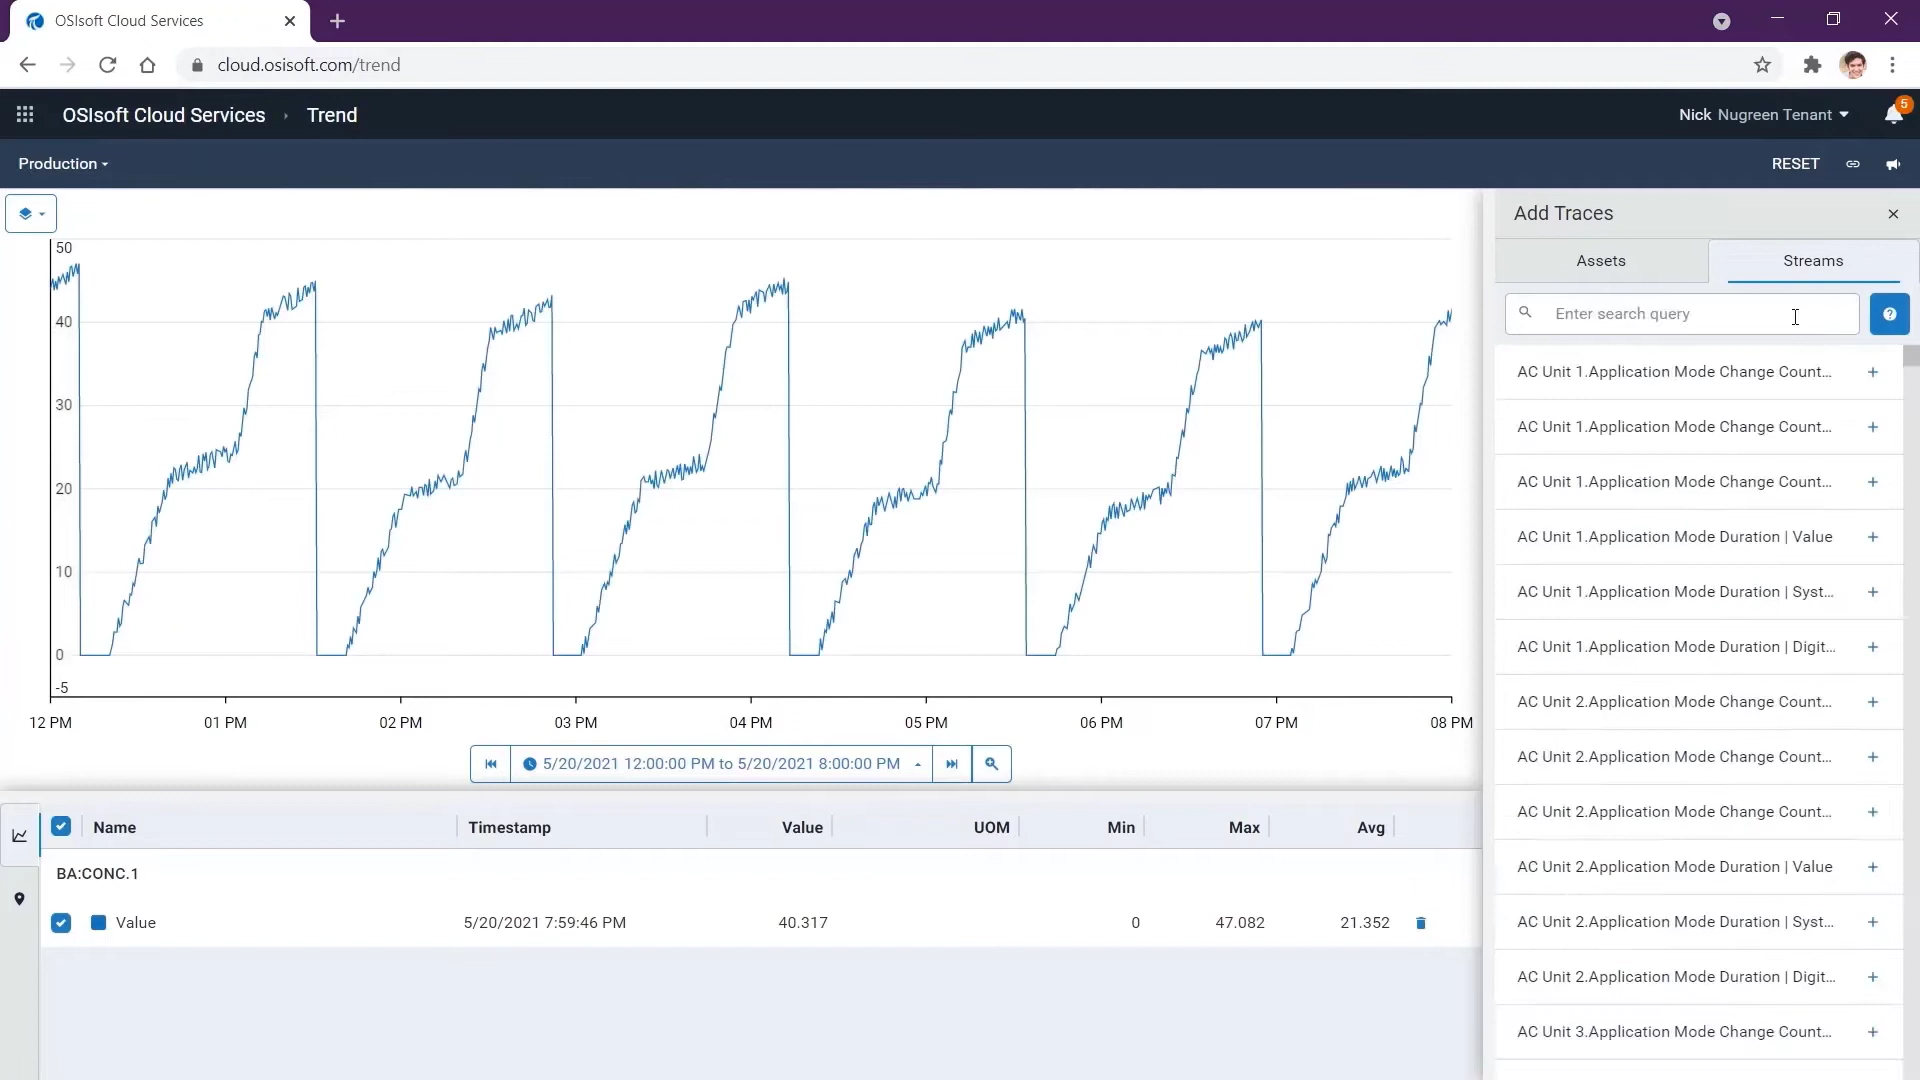 OSIsoft Cloud Services
cloud.osisoft.com/trend
OSIsoft Cloud Services › Trend
Nick Nugreen Tenant
5
Production
RESET
50
40
30
20
10
0
-5
12 PM 01 PM 02 PM 03 PM 04 PM 05 PM 06 PM 07 PM 08 PM
5/20/2021 12:00:00 PM to 5/20/2021 8:00:00 PM
Name Timestamp Value UOM Min Max Avg
BA:CONC.1
Value 5/20/2021 7:59:46 PM 40.317 0 47.082 21.352
Add Traces
Assets Streams
Enter search query
AC Unit 1.Application Mode Change Count...
AC Unit 1.Application Mode Change Count...
AC Unit 1.Application Mode Change Count...
AC Unit 1.Application Mode Duration | Value
AC Unit 1.Application Mode Duration | Syst...
AC Unit 1.Application Mode Duration | Digit...
AC Unit 2.Application Mode Change Count...
AC Unit 2.Application Mode Change Count...
AC Unit 2.Application Mode Change Count...
AC Unit 2.Application Mode Duration | Value
AC Unit 2.Application Mode Duration | Syst...
AC Unit 2.Application Mode Duration | Digit...
AC Unit 3.Application Mode Change Count...